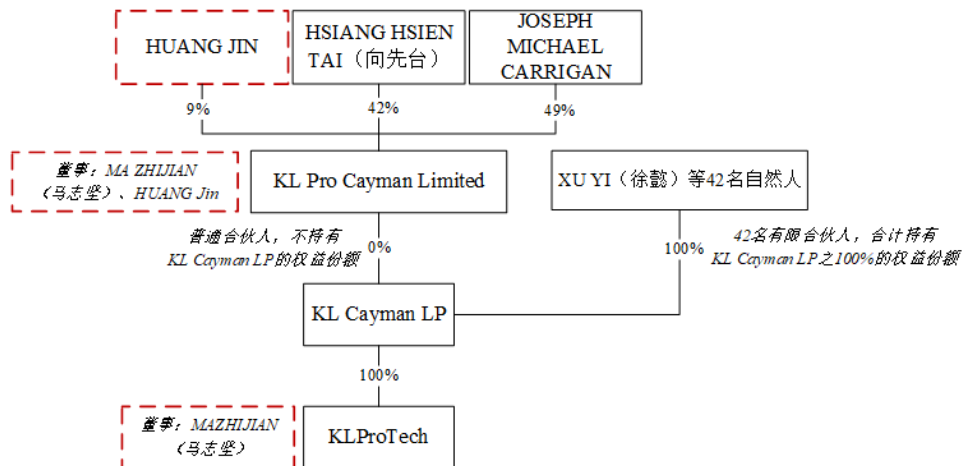 HUANG JIN
HSIANG HSIEN
TAI（向先台）
JOSEPH
MICHAEL
CARRIGAN
9%
42%
49%
董事：MA ZHIJIAN
（马志坚）、HUANG Jin
KL Pro Cayman Limited
XU YI（徐懿）等42名自然人
普通合伙人，不持有
KL Cayman LP的权益份额
0%
100%
42名有限合伙人，合计持有
KL Cayman LP之100%的权益份额
KL Cayman LP
100%
董事：MAZHIJIAN
（马志坚）
KLProTech